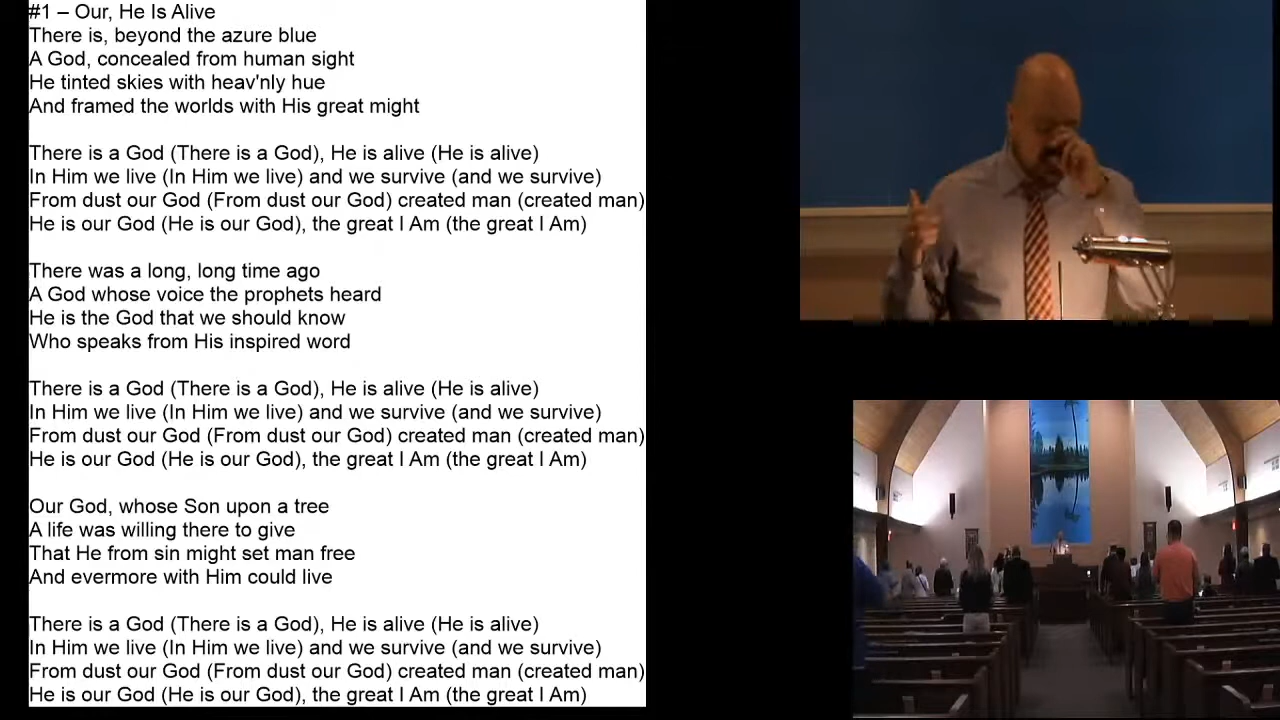 #1 – Our, He Is Alive
There is, beyond the azure blue
A God, concealed from human sight
He tinted skies with heav'nly hue
And framed the worlds with His great might
There is a God (There is a God), He is alive (He is alive)
In Him we live (In Him we live) and we survive (and we survive)
From dust our God (From dust our God) created man (created man)
He is our God (He is our God), the great I Am (the great I Am)
There was a long, long time ago
A God whose voice the prophets heard
He is the God that we should know
Who speaks from His inspired word
There is a God (There is a God), He is alive (He is alive)
In Him we live (In Him we live) and we survive (and we survive)
From dust our God (From dust our God) created man (created man)
He is our God (He is our God), the great I Am (the great I Am)
Our God, whose Son upon a tree
A life was willing there to give
That He from sin might set man free
And evermore with Him could live
There is a God (There is a God), He is alive (He is alive)
In Him we live (In Him we live) and we survive (and we survive)
From dust our God (From dust our God) created man (created man)
He is our God (He is our God), the great I Am (the great I Am)